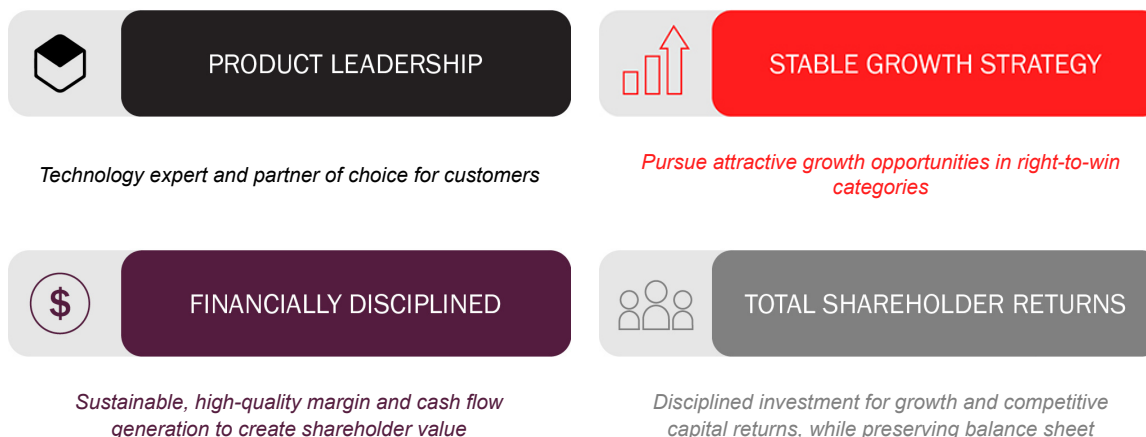 PRODUCT LEADERSHIP
Technology expert and partner of choice for customers
STABLE GROWTH STRATEGY
Pursue attractive growth opportunities in right-to-win
categories
$
FINANCIALLY DISCIPLINED
Sustainable, high-quality margin and cash flow
generation to create shareholder value
TOTAL SHAREHOLDER RETURNS
Disciplined investment for growth and competitive
capital returns, while preserving balance sheet